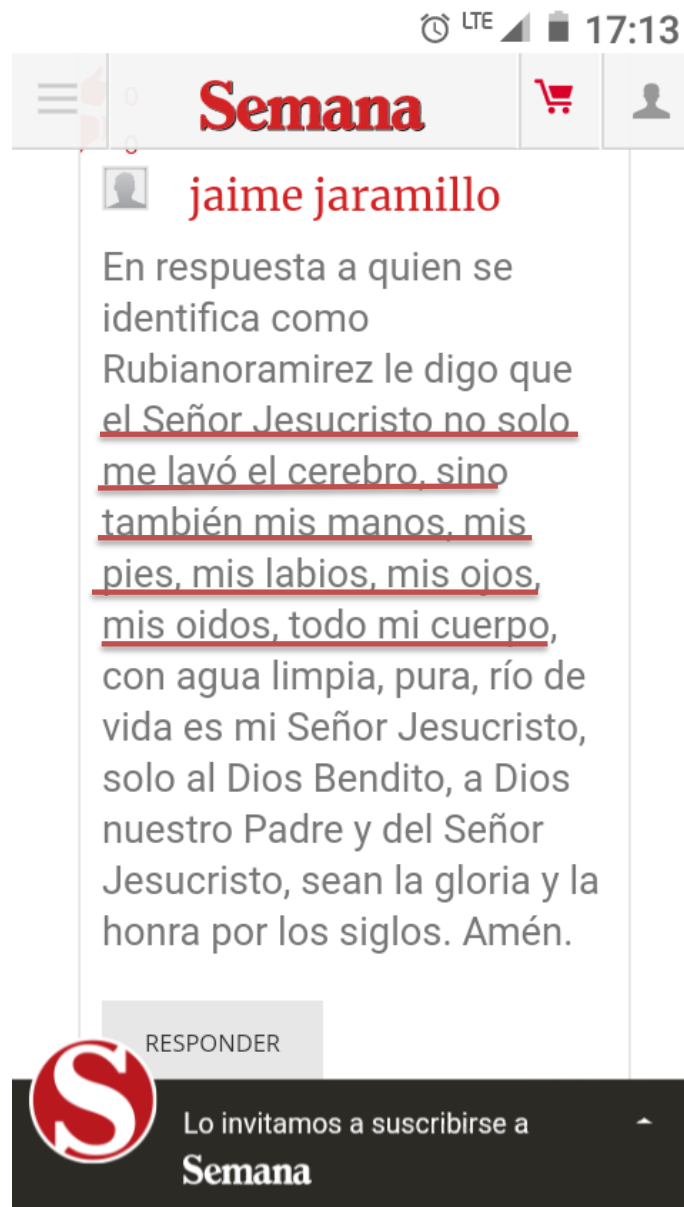 LTE 17:13
0
Semana
0
jaime jaramillo
En respuesta a quien se
identifica como
Rubianoramirez le digo que
el Señor Jesucristo no solo
me lavó el cerebro, sino
también mis manos, mis
pies, mis labios, mis ojos,
mis oidos, todo mi cuerpo,
con agua limpia, pura, río de
vida es mi Señor Jesucristo,
solo al Dios Bendito, a Dios
nuestro Padre y del Señor
Jesucristo, sean la gloria y la
honra por los siglos. Amén.
RESPONDER
S
Lo invitamos a suscribirse a
Semana